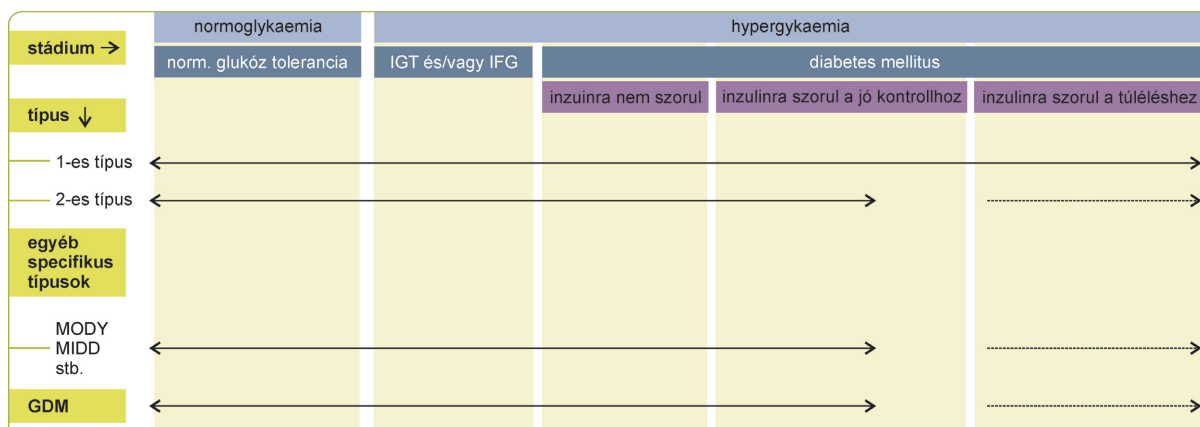 normoglykaemia
hypergykaemia
stádium →
norm. glukóz tolerancia
IGT és/vagy IFG
diabetes mellitus
inzuinra nem szorul
inzulinra szorul a jó kontrollhoz
inzulinra szorul a túléléshez
típus ↓
1-es típus
2-es típus
egyéb
specifikus
típusok
MODY
MIDD
stb.
GDM